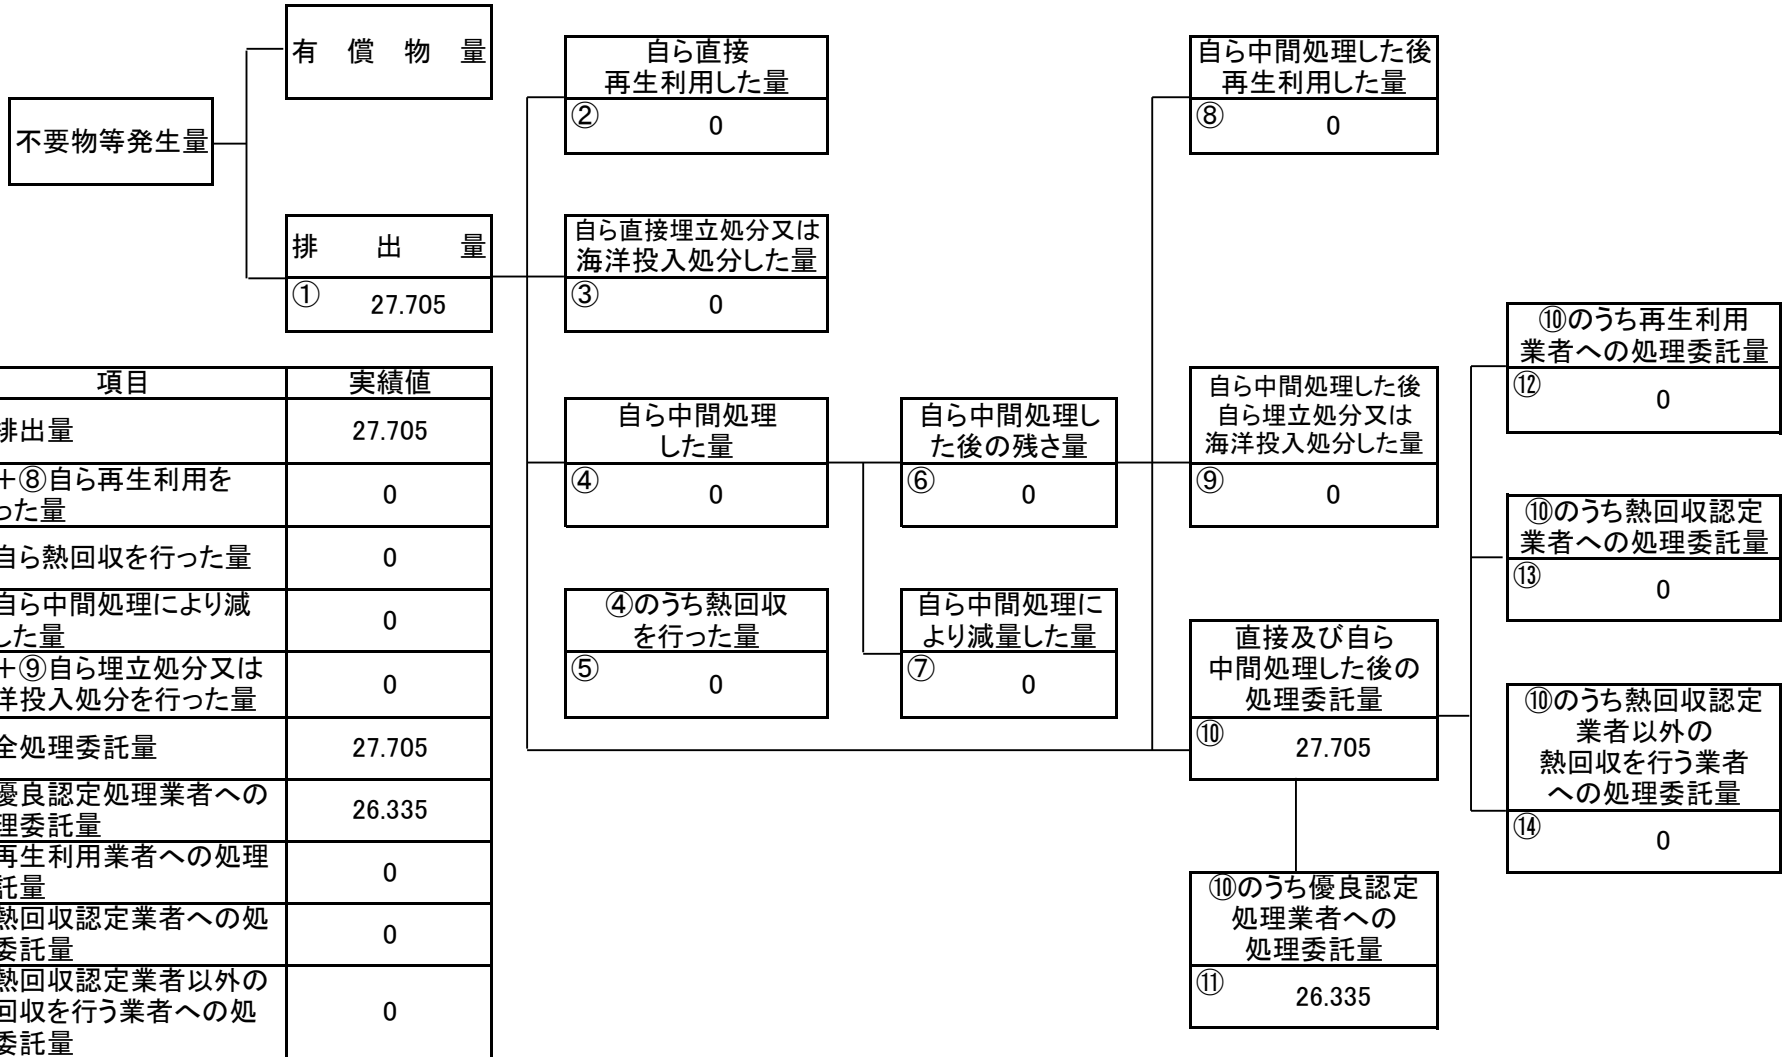 有 償 物 量
不要物等発生量
排 出 量
① 27.705
自ら直接
再生利用した量
② 0
自ら直接埋立処分又は
海洋投入処分した量
③ 0
自ら中間処理
した量
④ 0
④のうち熱回収
を行った量
⑤ 0
自ら中間処理し
た後の残さ量
⑥ 0
自ら中間処理に
より減量した量
⑦ 0
自ら中間処理した後
再生利用した量
⑧ 0
自ら中間処理した後
自ら埋立処分又は
海洋投入処分した量
⑨ 0
直接及び自ら
中間処理した後の
処理委託量
⑩ 27.705
⑩のうち優良認定
処理業者への
処理委託量
⑪ 26.335
⑩のうち再生利用
業者への処理委託量
⑫ 0
⑩のうち熱回収認定
業者への処理委託量
⑬ 0
⑩のうち熱回収認定
業者以外の
熱回収を行う業者
への処理委託量
⑭ 0
項目 実績値
排出量 27.705
+⑧自ら再生利用を
った量 0
自ら熱回収を行った量 0
自ら中間処理により減
した量 0
+⑨自ら埋立処分又は
洋投入処分を行った量 0
全処理委託量 27.705
優良認定処理業者への
理委託量 26.335
再生利用業者への処理
託量 0
熱回収認定業者への処
委託量 0
熱回収認定業者以外の
回収を行う業者への処
委託量 0